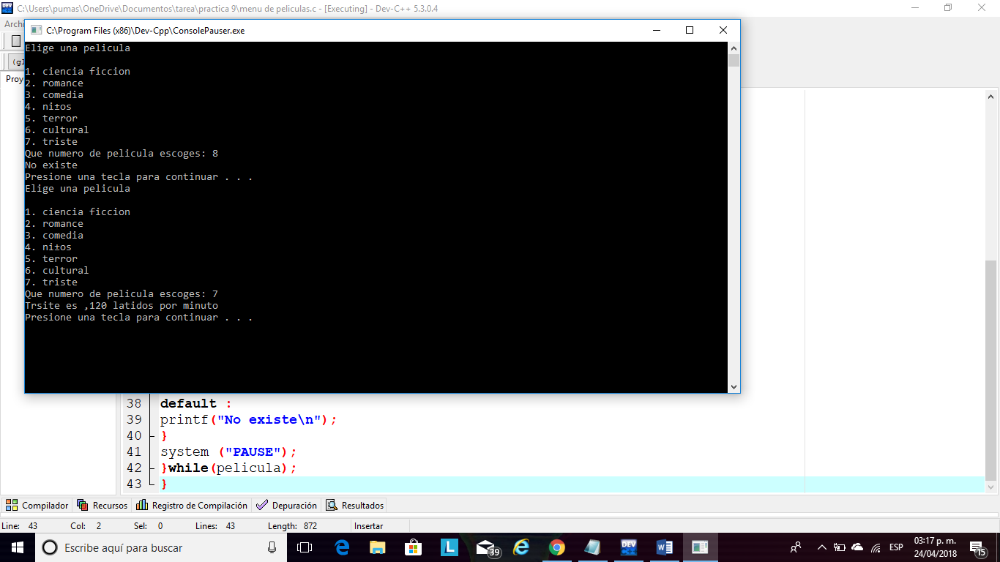 C:\Users\pumas\OneDrive\Documentos\tarea\practica 9\menu de peliculas.c - [Executing] - Dev-C++ 5.3.0.4
Archi
C:\Program Files (x86)\Dev-Cpp\ConsolePauser.exe
(gl
Proy
Elige una pelicula
1. ciencia ficcion
2. romance
3. comedia
4. ni±os
5. terror
6. cultural
7. triste
Que numero de pelicula escoges: 8
No existe
Presione una tecla para continuar . . .
Elige una pelicula
1. ciencia ficcion
2. romance
3. comedia
4. ni±os
5. terror
6. cultural
7. triste
Que numero de pelicula escoges: 7
Trsite es ,120 latidos por minuto
Presione una tecla para continuar . . .
38 default :
39 printf("No existe\n");
40 }
41 system ("PAUSE");
42 }while(pelicula);
43 }
Compilador Recursos Registro de Compilación Depuración Resultados
Line: 43 Col: 2 Sel: 0 Lines: 43 Length: 872 Insertar
Escribe aquí para buscar
L
39
DEV
ESP
03:17 p. m.
24/04/2018
15